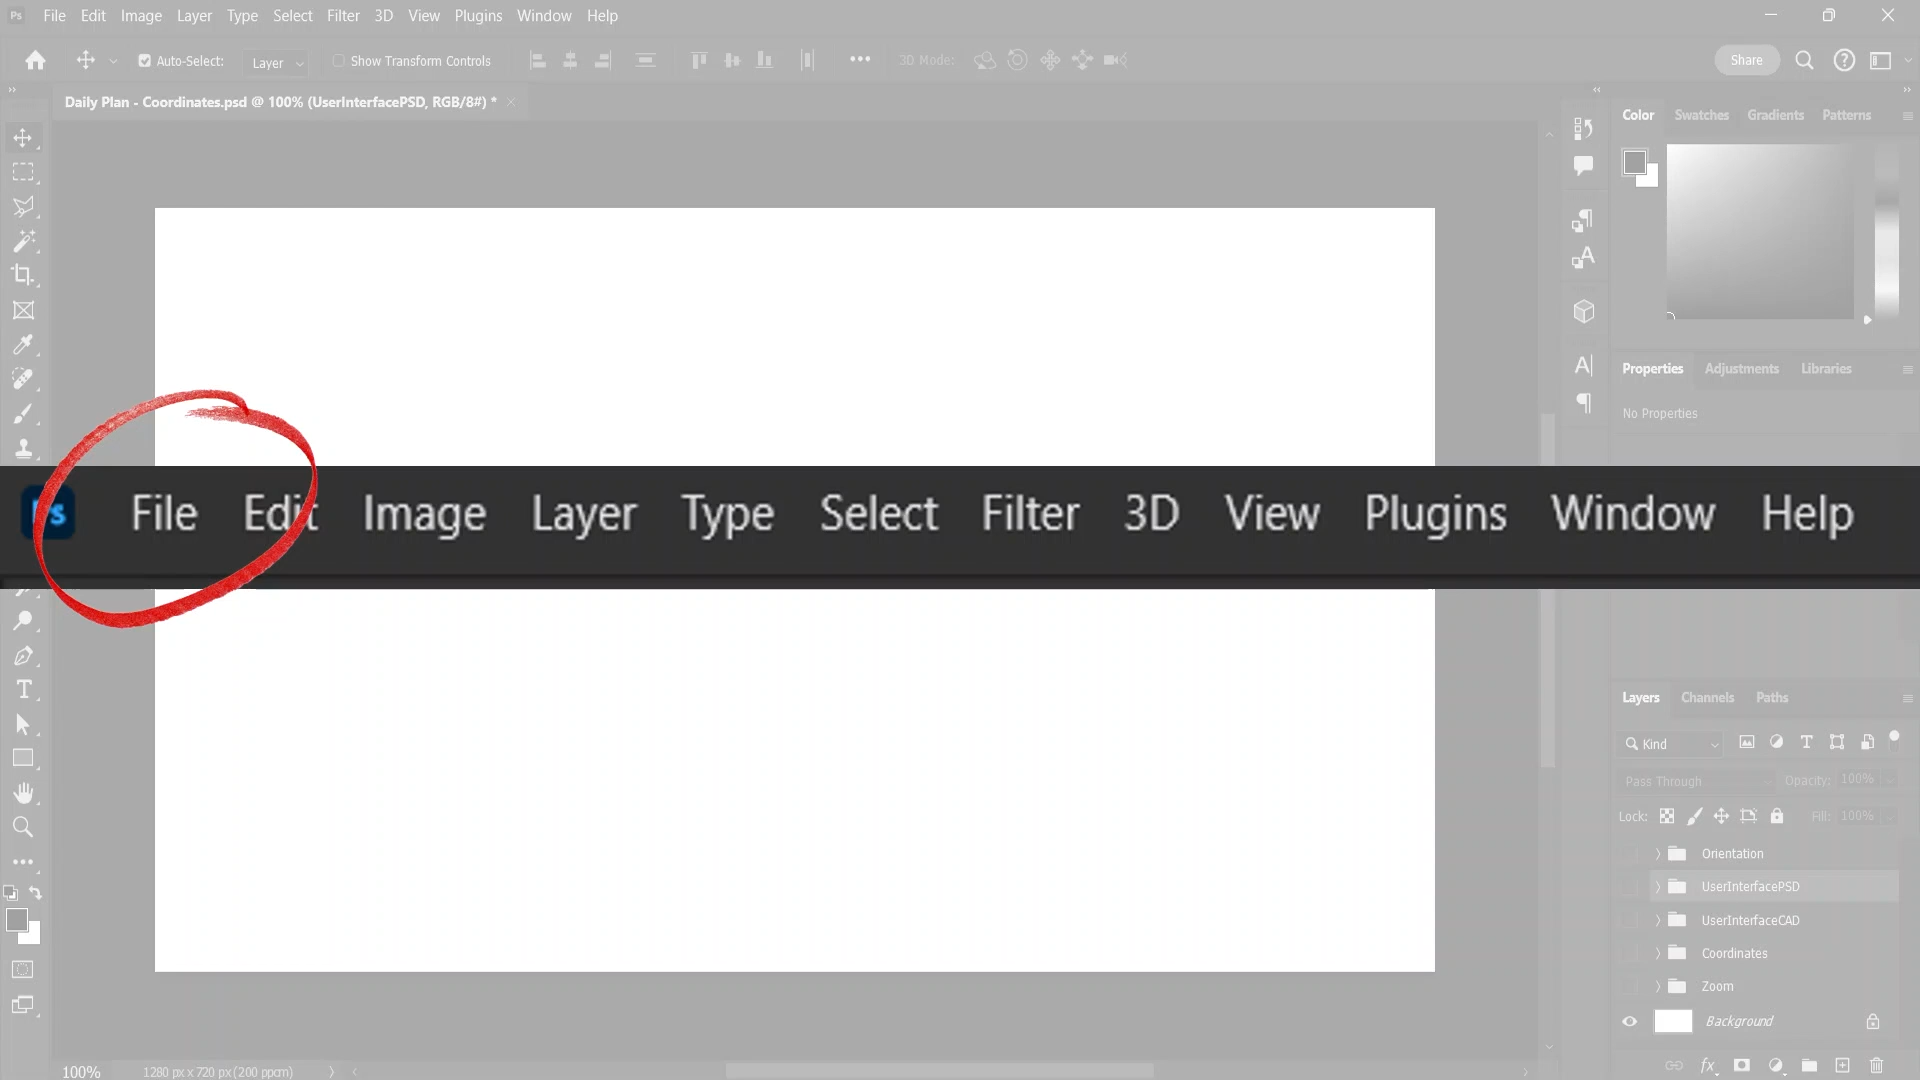 Ps File Edit Image Layer Type Select Filter 3D View Plugins Window Help
Auto-Select: Layer Show Transform Controls 3D Mode: Share
Daily Plan - Coordinates.psd @ 100% (UserInterfacePSD, RGB/8#) *
Color Swatches Gradients Patterns
Properties Adjustments Libraries
No Properties
Ps File Edit Image Layer Type Select Filter 3D View Plugins Window Help
Layers Channels Paths
Kind
Pass Through Opacity: 100%
Lock: Fill: 100%
Orientation
UserInterfacePSD
UserInterfaceCAD
Coordinates
Zoom
Background
100% 1280 px x 720 px (200 ppcm)